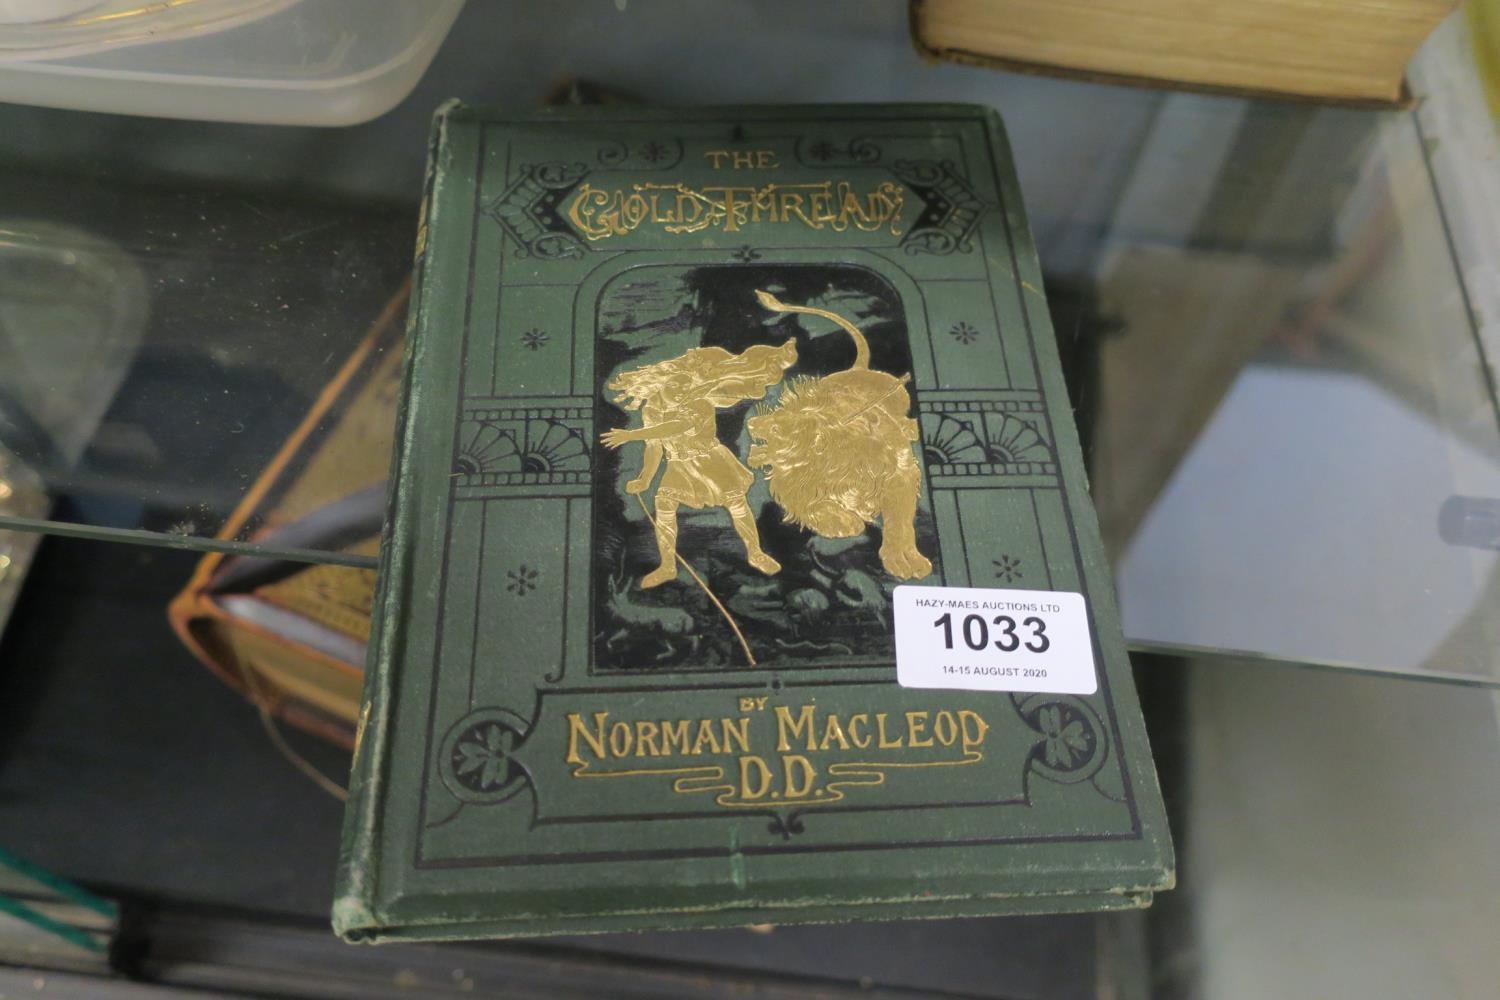 THE
GOLD THREAD
HAZY-MAES AUCTIONS LTD
1033
14-15 AUGUST 2020
BY
NORMAN MACLEOD
D.D.